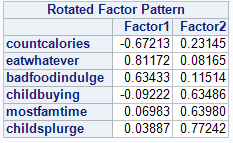 Rotated Factor Pattern
Factor1 Factor2
countcalories -0.67213 0.23145
eatwhatever 0.81172 0.08165
badfoodindulge 0.63433 0.11514
childbuying -0.09222 0.63486
mostfamtime 0.06983 0.63980
childsplurge 0.03887 0.77242